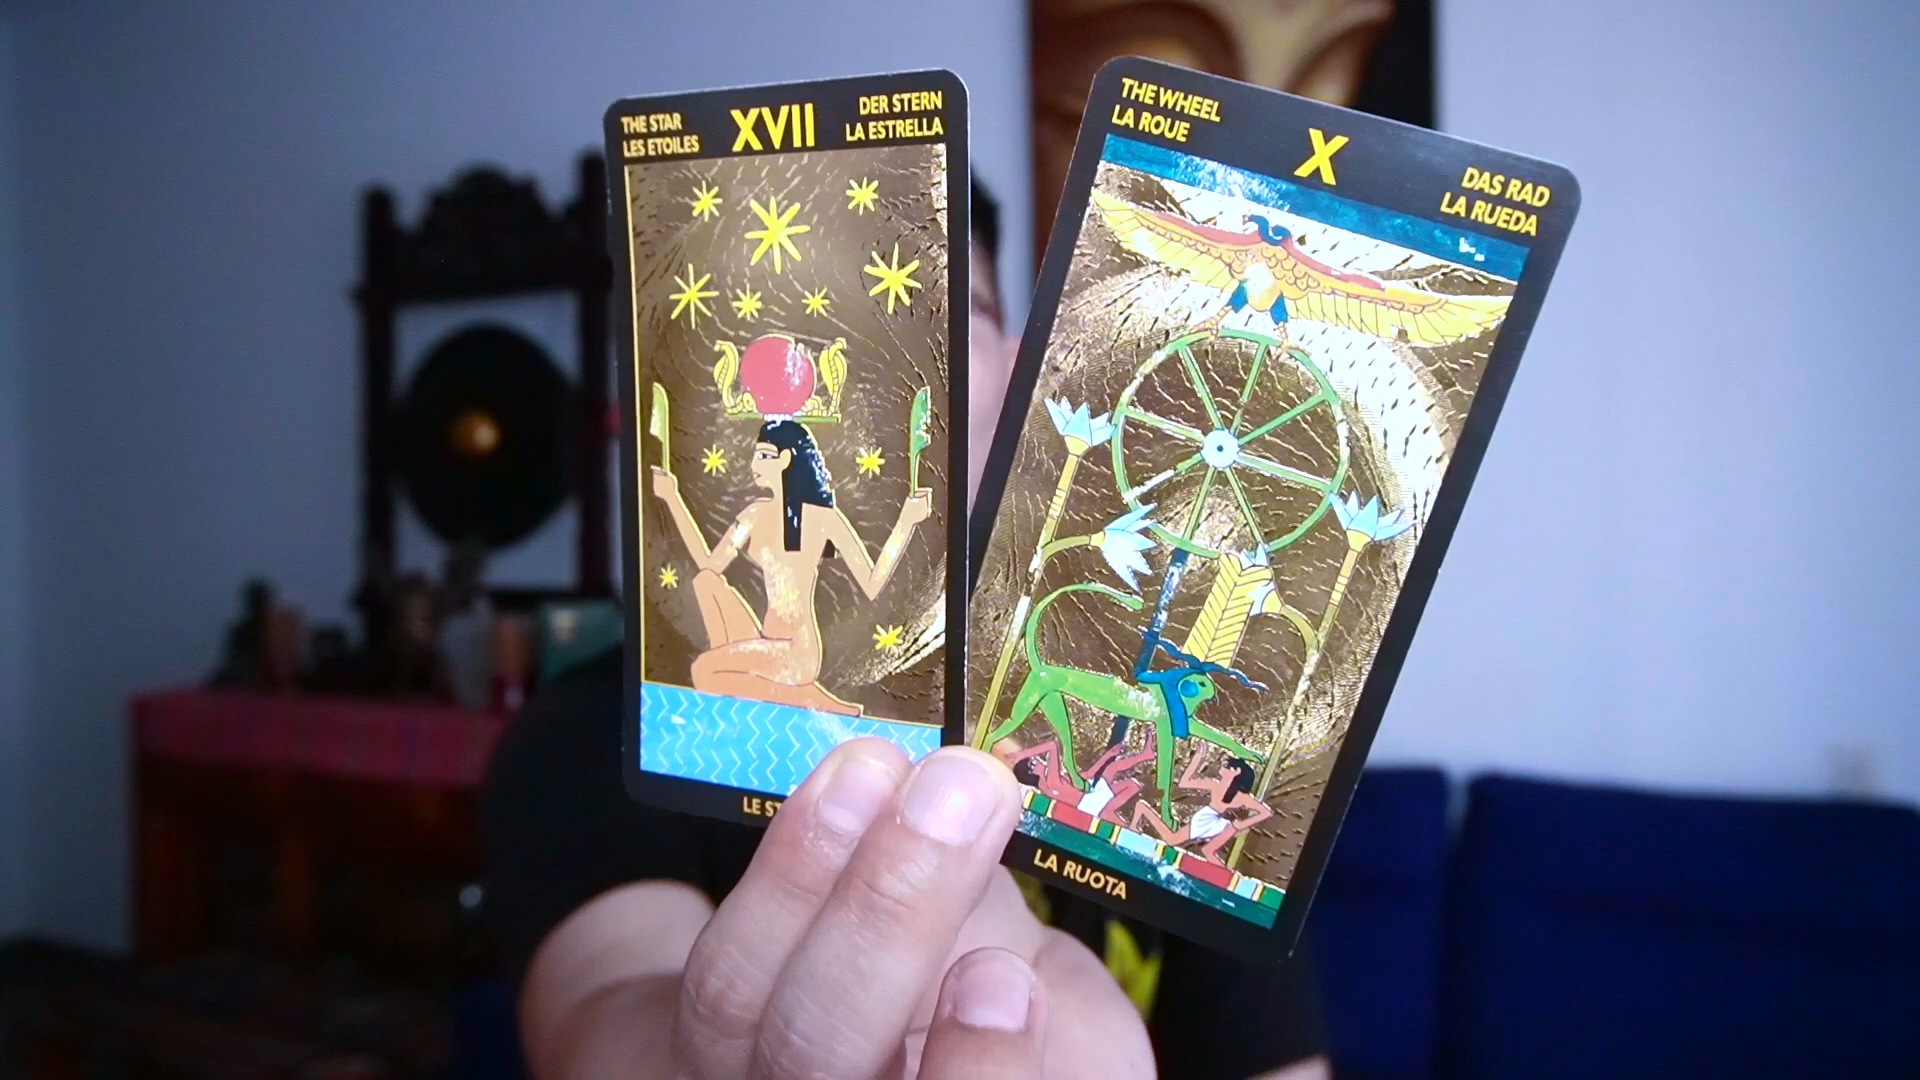 THE STAR
LES ETOILES
XVII
DER STERN
LA ESTRELLA
THE WHEEL
LA ROUE
X
DAS RAD
LA RUEDA
LE
LA RUOTA